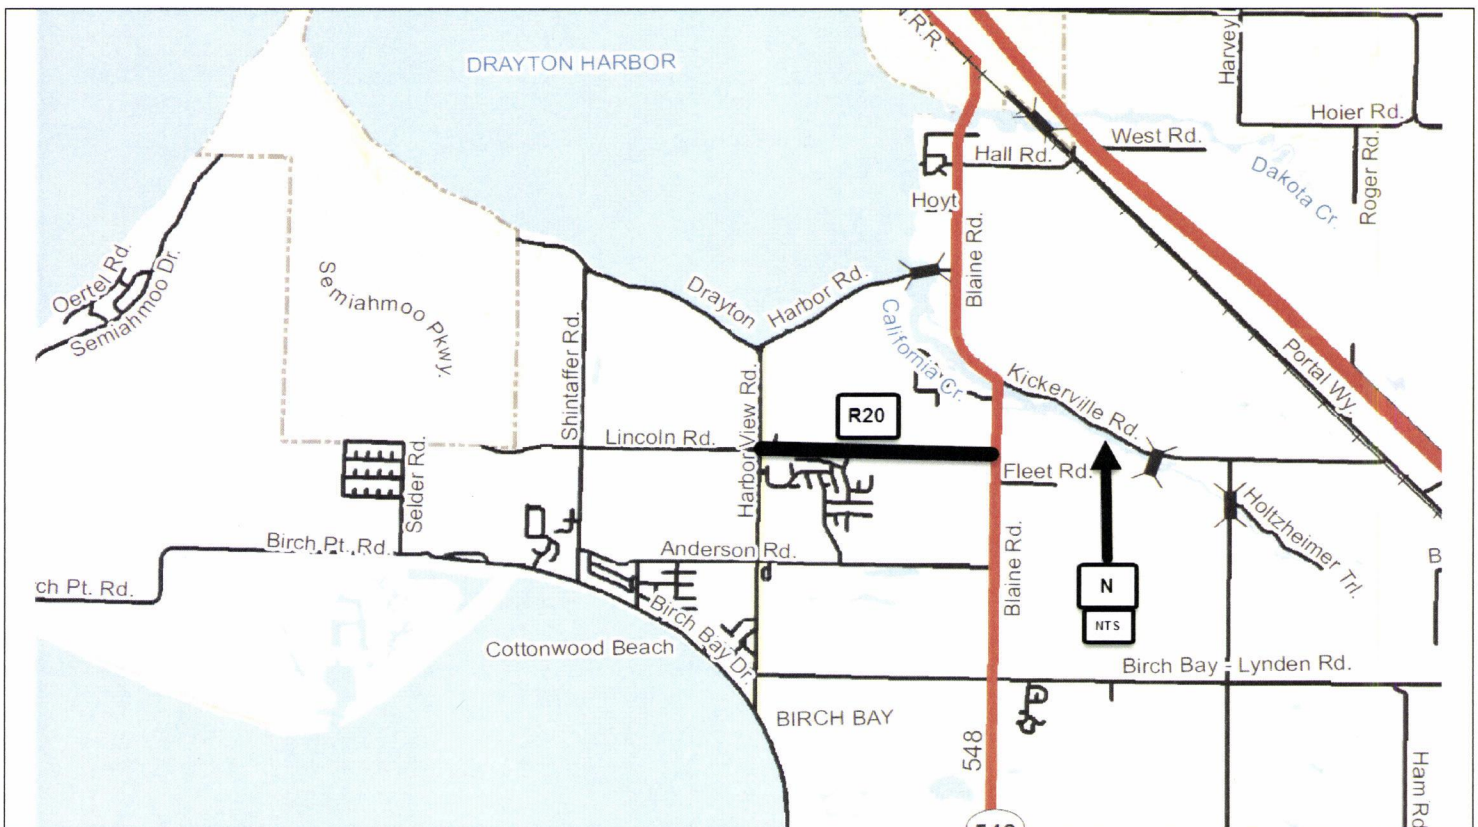 N.R.R.
Harvey
DRAYTON HARBOR
Hoier Rd.
West Rd.
Hall Rd.
Roger Rd.
Dakota Cr.
Hoyt
Blaine Rd.
Oertel Rd.
Semiahmoo Dr.
Semiahmoo Pkwy.
Drayton Harbor Rd.
California Cr.
Shintaffer Rd.
Harbor View Rd.
Kickerville Rd.
Portal Wy.
R20
Lincoln Rd.
Selder Rd.
Fleet Rd.
Holtzheimer Trl.
Birch Pt. Rd.
Anderson Rd.
Blaine Rd.
B
rch Pt. Rd.
N
NTS
Birch Bay Dr.
Cottonwood Beach
Birch Bay - Lynden Rd.
BIRCH BAY
548
Ham Rd
548